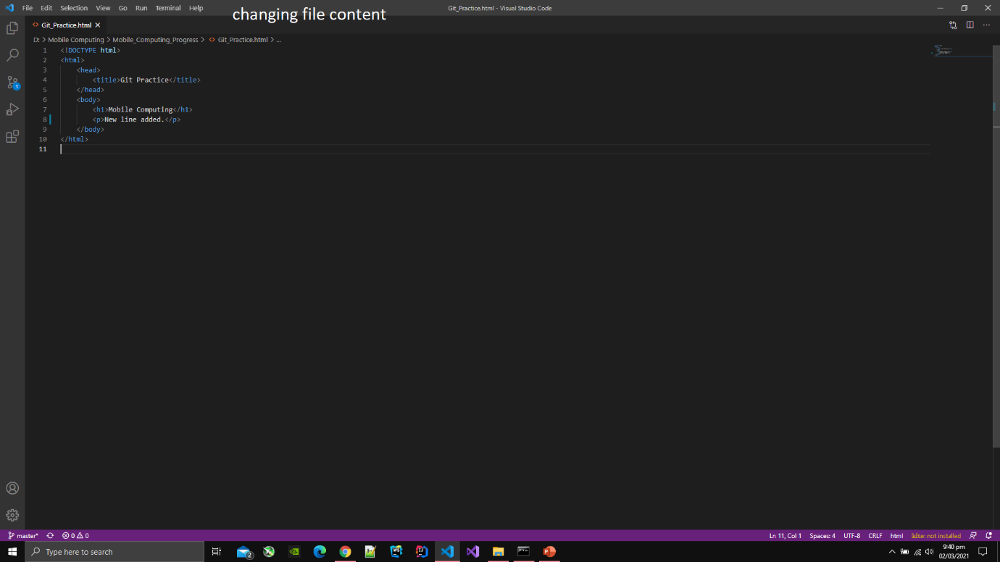 File Edit Selection View Go Run Terminal Help
changing file content
Git_Practice.html - Visual Studio Code
Git_Practice.html
D: > Mobile Computing > Mobile_Computing_Progress > Git_Practice.html > ...
1 <!DOCTYPE html>
2 <html>
3 <head>
4 <title>Git Practice</title>
5 </head>
6 <body>
7 <h1>Mobile Computing</h1>
8 <p>New line added.</p>
9 </body>
10 </html>
11
1
master* 0 0
Ln 11, Col 1 Spaces: 4 UTF-8 CRLF html kite: not installed
Type here to search
2
WS
IJ
9:40 pm
02/03/2021